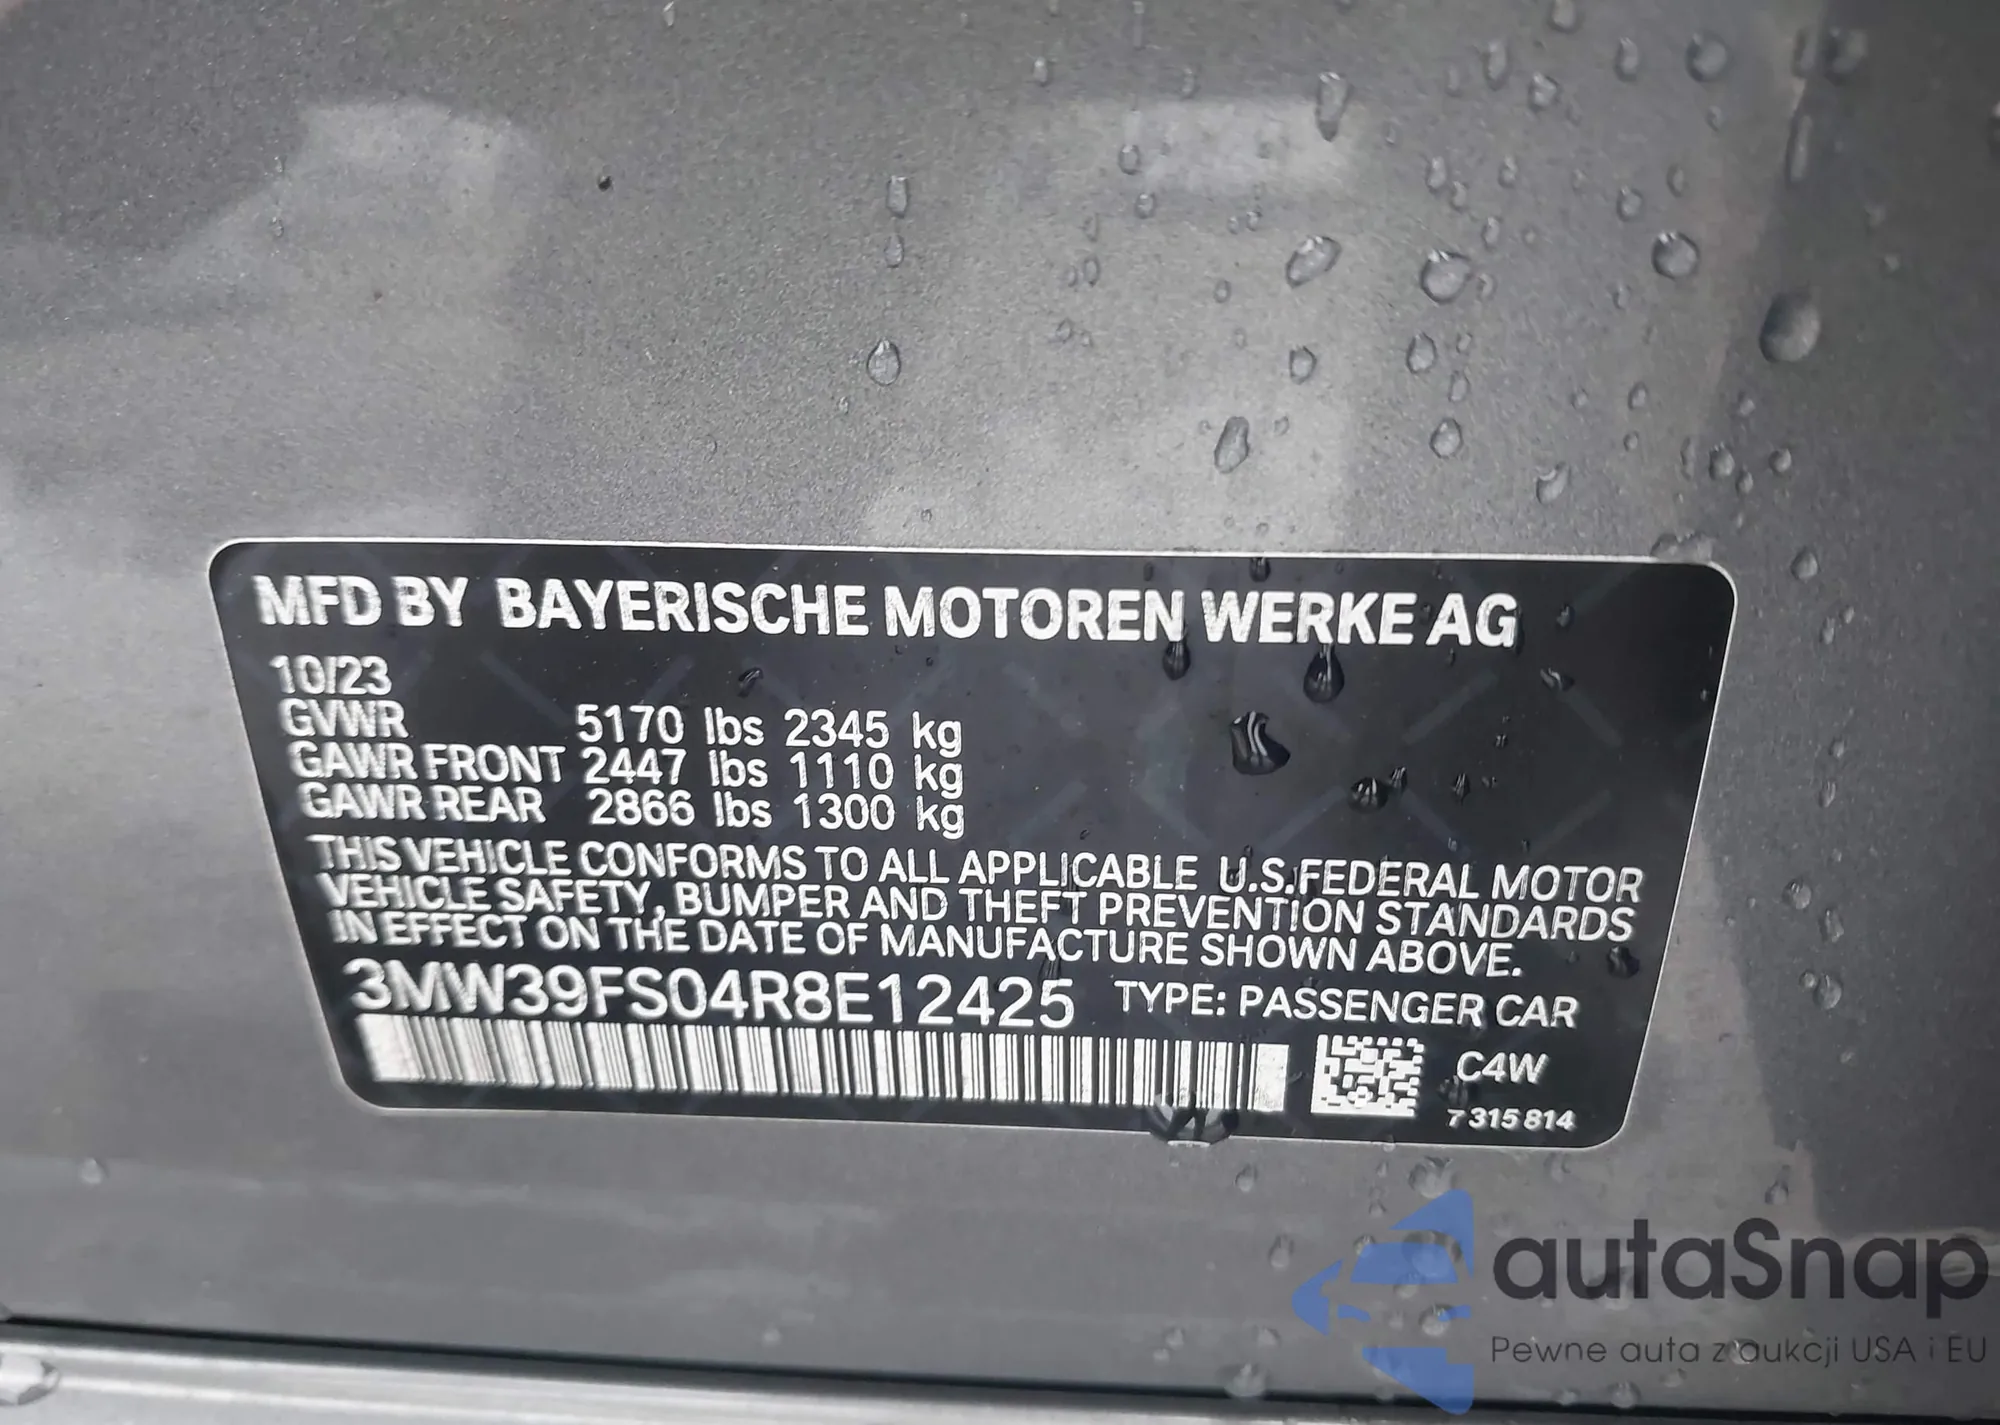 MFD BY BAYERISCHE MOTOREN WERKE AG
10/23
GVWR 5170 lbs 2345 kg
GAWR FRONT 2447 lbs 1110 kg
GAWR REAR 2866 lbs 1300 kg
THIS VEHICLE CONFORMS TO ALL APPLICABLE U.S.FEDERAL MOTOR
VEHICLE SAFETY, BUMPER AND THEFT PREVENTION STANDARDS
IN EFFECT ON THE DATE OF MANUFACTURE SHOWN ABOVE.
3MW39FS04R8E12425 TYPE: PASSENGER CAR
C4W
7 315 814
autaSnap
Pewne auta z aukcji USA i EU